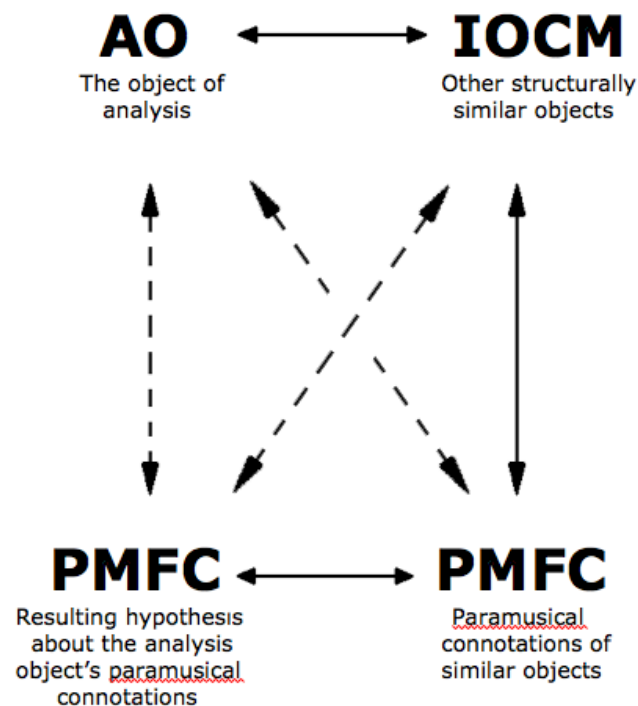 AO
The object of
analysis
IOCM
Other structurally
similar objects
PMFC
Resulting hypothesis
about the analysis
object's paramusical
connotations
PMFC
Paramusical
connotations of
similar objects